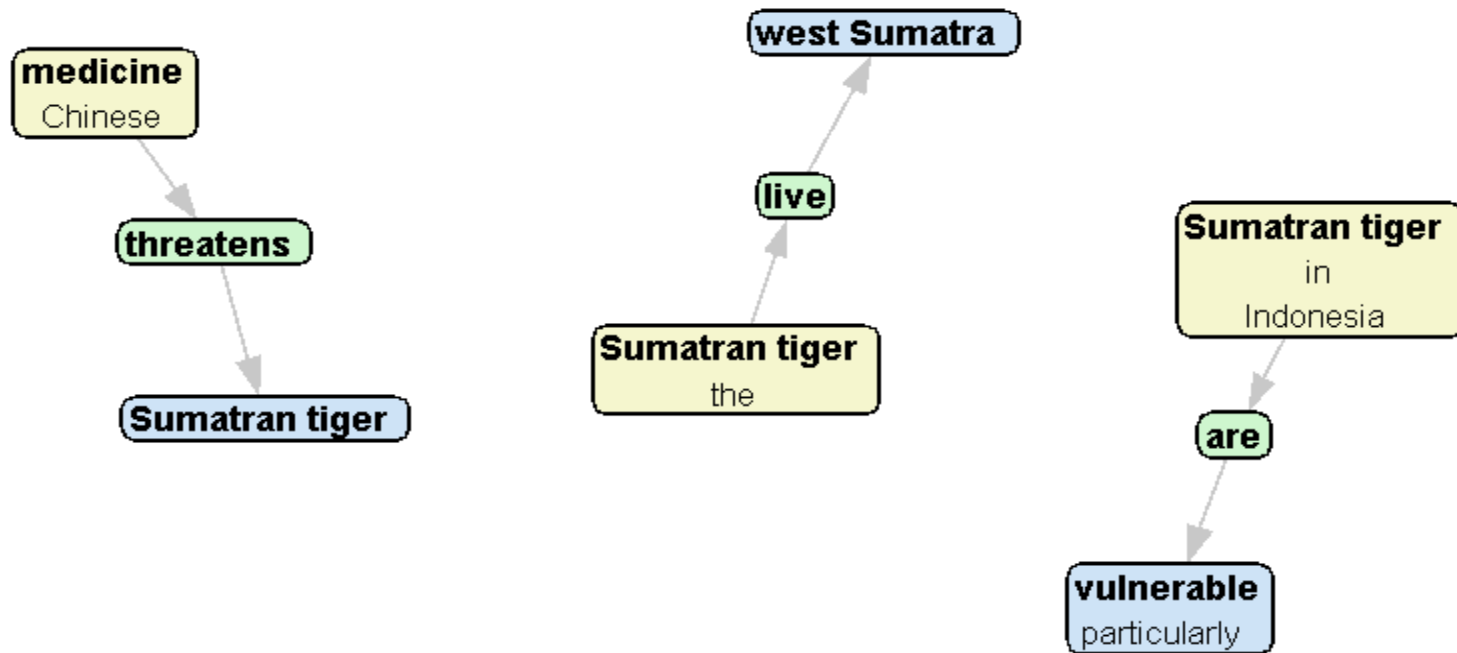 medicine
Chinese
threatens
Sumatran tiger
west Sumatra
live
Sumatran tiger
the
Sumatran tiger
in
Indonesia
are
vulnerable
particularly